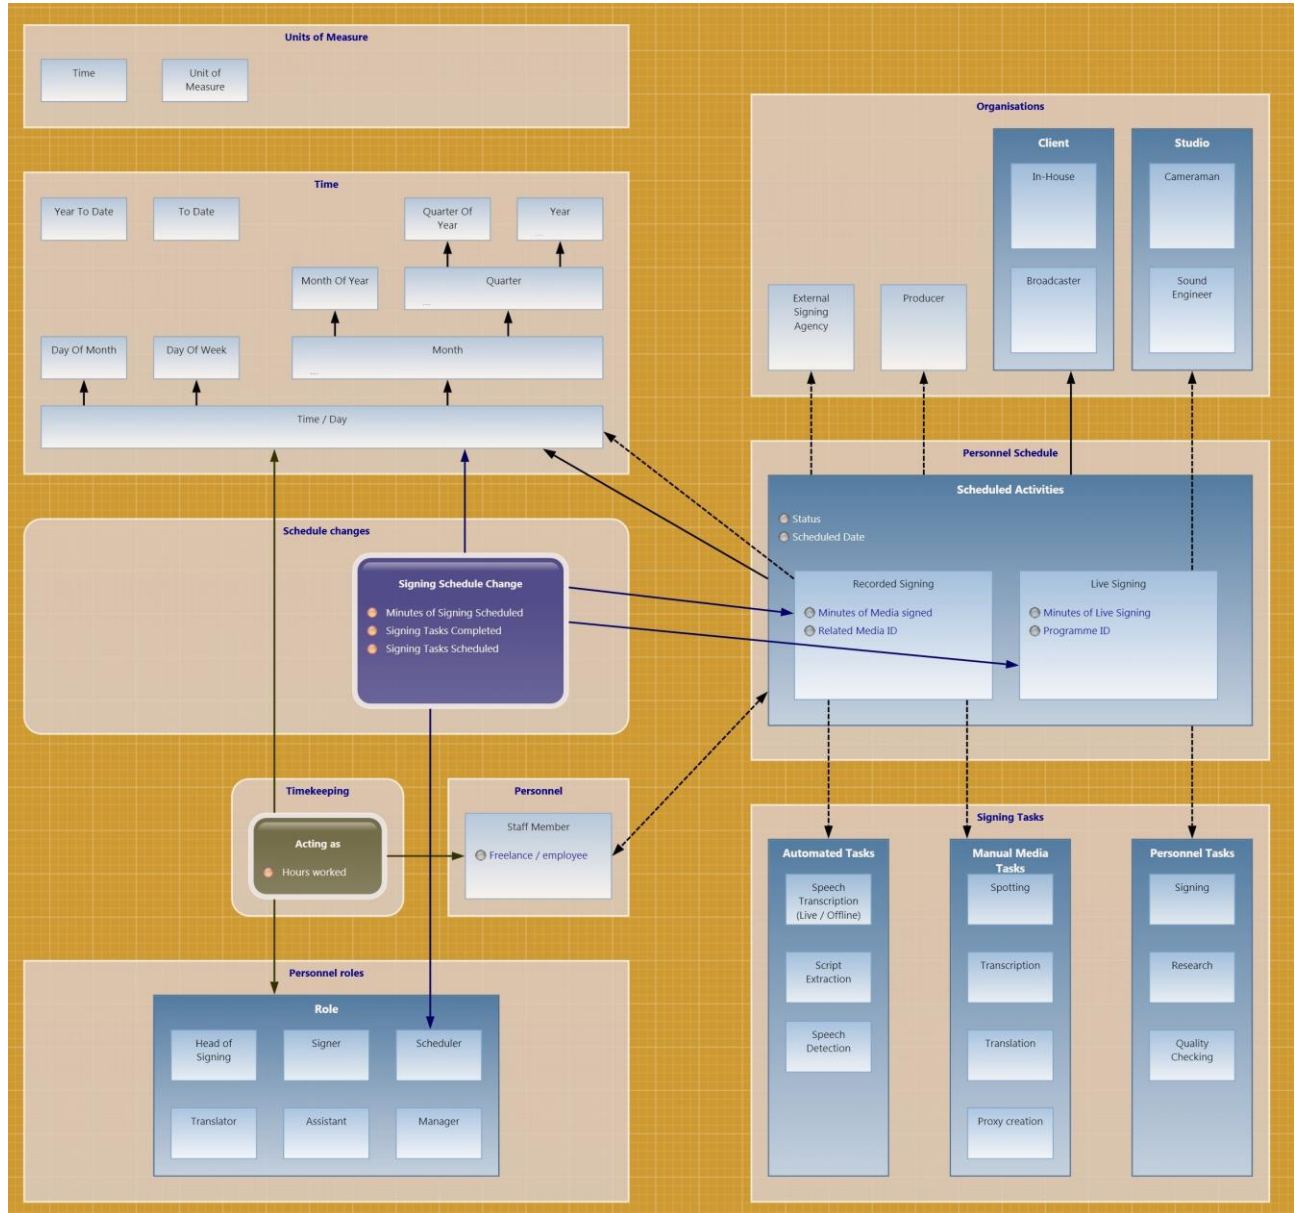 Units of Measure
Time
Unit of
Measure
Time
Year To Date
To Date
Quarter Of
Year
Year
....
Month Of Year
Quarter
....
Day Of Month
Day Of Week
Month
....
Time / Day
Schedule changes
Signing Schedule Change
Minutes of Signing Scheduled
Signing Tasks Completed
Signing Tasks Scheduled
Timekeeping
Acting as
Hours worked
Personnel
Staff Member
Freelance / employee
Personnel roles
Role
Head of
Signing
Signer
Scheduler
Translator
Assistant
Manager
Organisations
Client
Studio
In-House
Cameraman
Broadcaster
Sound
Engineer
External
Signing
Agency
Producer
Personnel Schedule
Scheduled Activities
Status
Scheduled Date
Recorded Signing
Minutes of Media signed
Related Media ID
Live Signing
Minutes of Live Signing
Programme ID
Signing Tasks
Automated Tasks
Speech
Transcription
(Live / Offline)
Script
Extraction
Speech
Detection
Manual Media
Tasks
Spotting
Transcription
Translation
Proxy creation
Personnel Tasks
Signing
Research
Quality
Checking